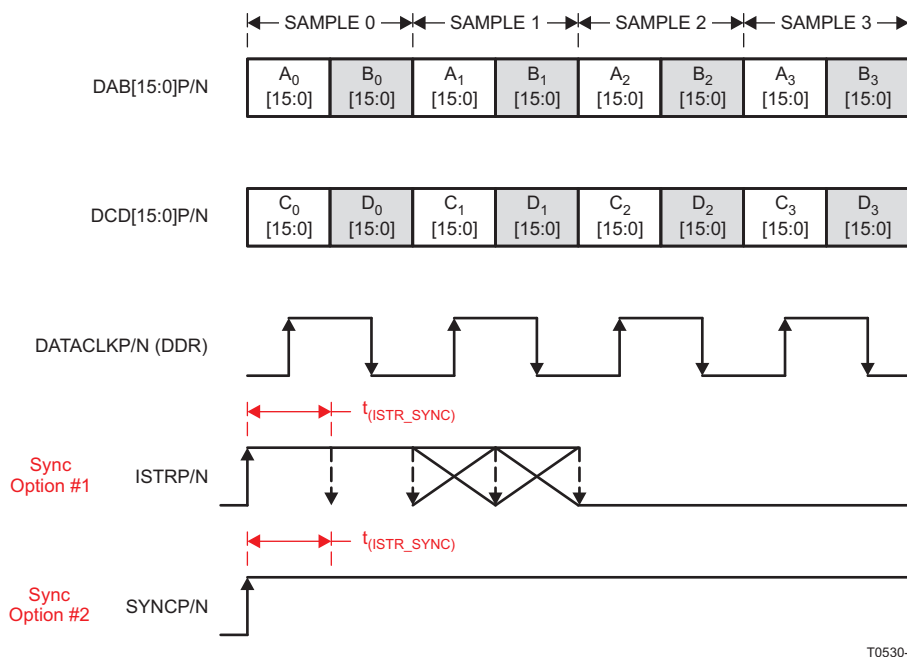 SAMPLE 0 SAMPLE 1 SAMPLE 2 SAMPLE 3
DAB[15:0]P/N
A0 B0 A1 B1 A2 B2 A3 B3
[15:0] [15:0] [15:0] [15:0] [15:0] [15:0] [15:0] [15:0]
DCD[15:0]P/N
C0 D0 C1 D1 C2 D2 C3 D3
[15:0] [15:0] [15:0] [15:0] [15:0] [15:0] [15:0] [15:0]
DATACLKP/N (DDR)
t(ISTR_SYNC)
Sync
Option #1
ISTRP/N
t(ISTR_SYNC)
Sync
Option #2
SYNCP/N
T0530-